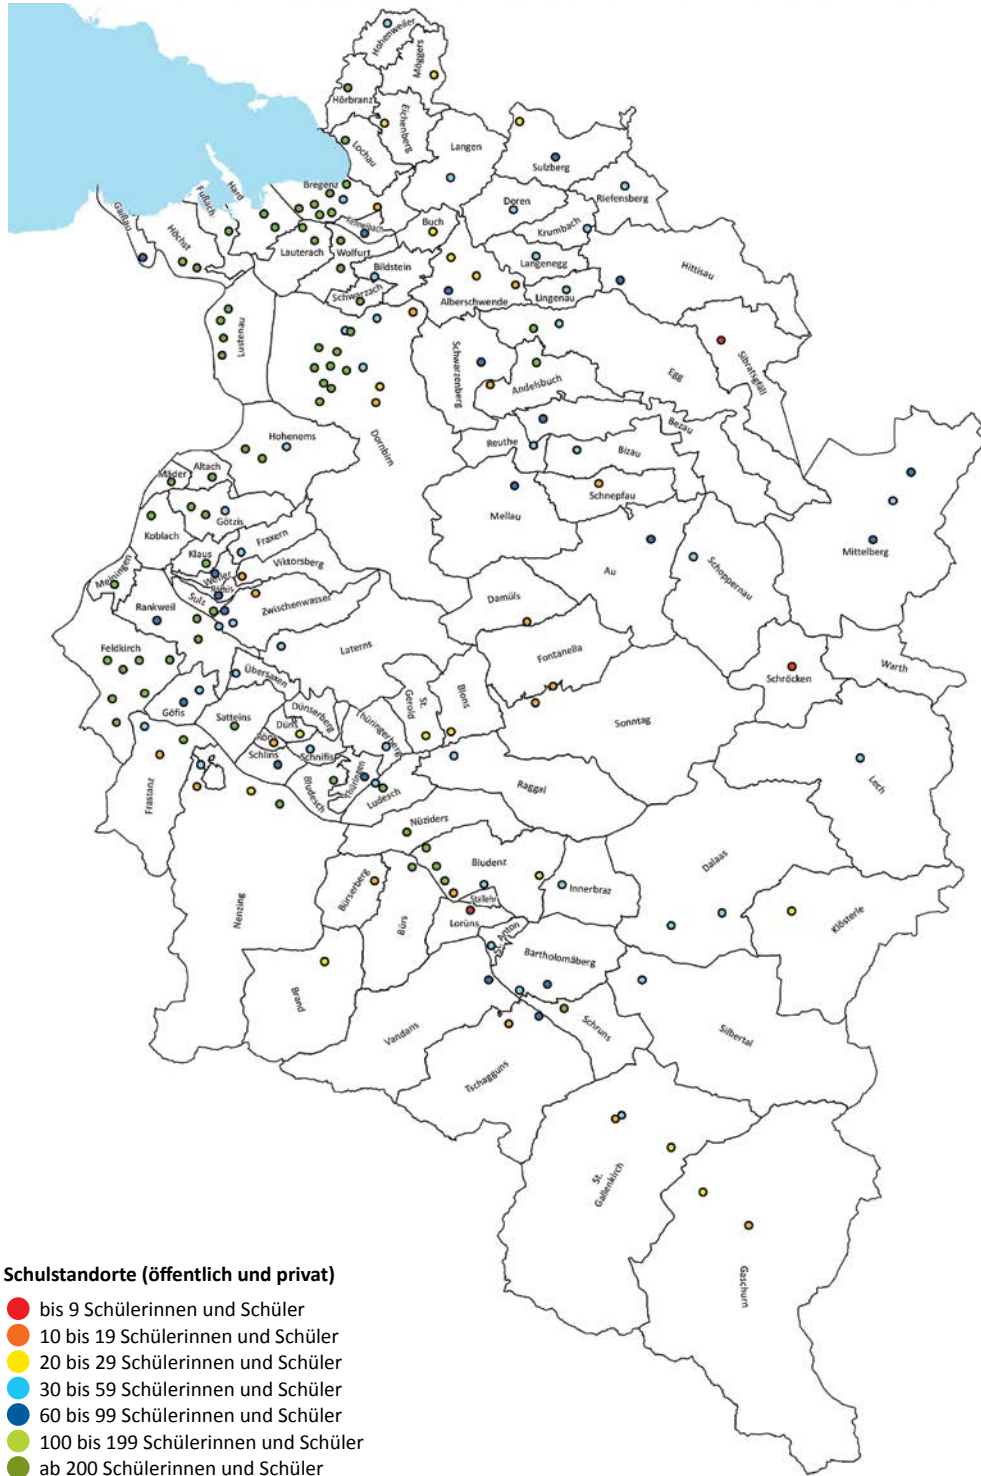 Hohenweiler
Möggers
Hörbranz
Eichenberg
Lochau
Langen
Sulzberg
Riefensberg
Doren
Krumbach
Bregenz
Hard
Fußach
Gaißau
Höchst
Kennelbach
Buch
Lauterach
Wolfurt
Bildstein
Langenegg
Hittisau
Schwarzach
Alberschwende
Lingenau
Lustenau
Schwarzenberg
Sibratsgfäll
Egg
Andelsbuch
Dornbirn
Bezau
Hohenems
Reuthe
Bizau
Mäder
Altach
Schnepfau
Mellau
Götzis
Koblach
Fraxern
Klaus
Viktorsberg
Mittelberg
Au
Schoppernau
Meiningen
Weiler
Röthis
Sulz
Zwischenwasser
Rankweil
Damüls
Laterns
Fontanella
Feldkirch
Warth
Schröcken
Übersaxen
St.
Gerold
Blons
Göfis
Satteins
Dünserberg
Düns
Thüringerberg
Sonntag
Röns
Schnifis
Schlins
Frastanz
Thüringen
Bludesch
Ludesch
Raggal
Lech
Nüziders
Dalaas
Bludenz
Bürserberg
Innerbraz
Nenzing
Stallehr
Klösterle
Bürs
Lorüns
St. Anton
Bartholomäberg
Brand
Vandans
Schruns
Silbertal
Tschagguns
St.
Gallenkirch
Gaschurn
Schulstandorte (öffentlich und privat)
bis 9 Schülerinnen und Schüler
10 bis 19 Schülerinnen und Schüler
20 bis 29 Schülerinnen und Schüler
30 bis 59 Schülerinnen und Schüler
60 bis 99 Schülerinnen und Schüler
100 bis 199 Schülerinnen und Schüler
ab 200 Schülerinnen und Schüler